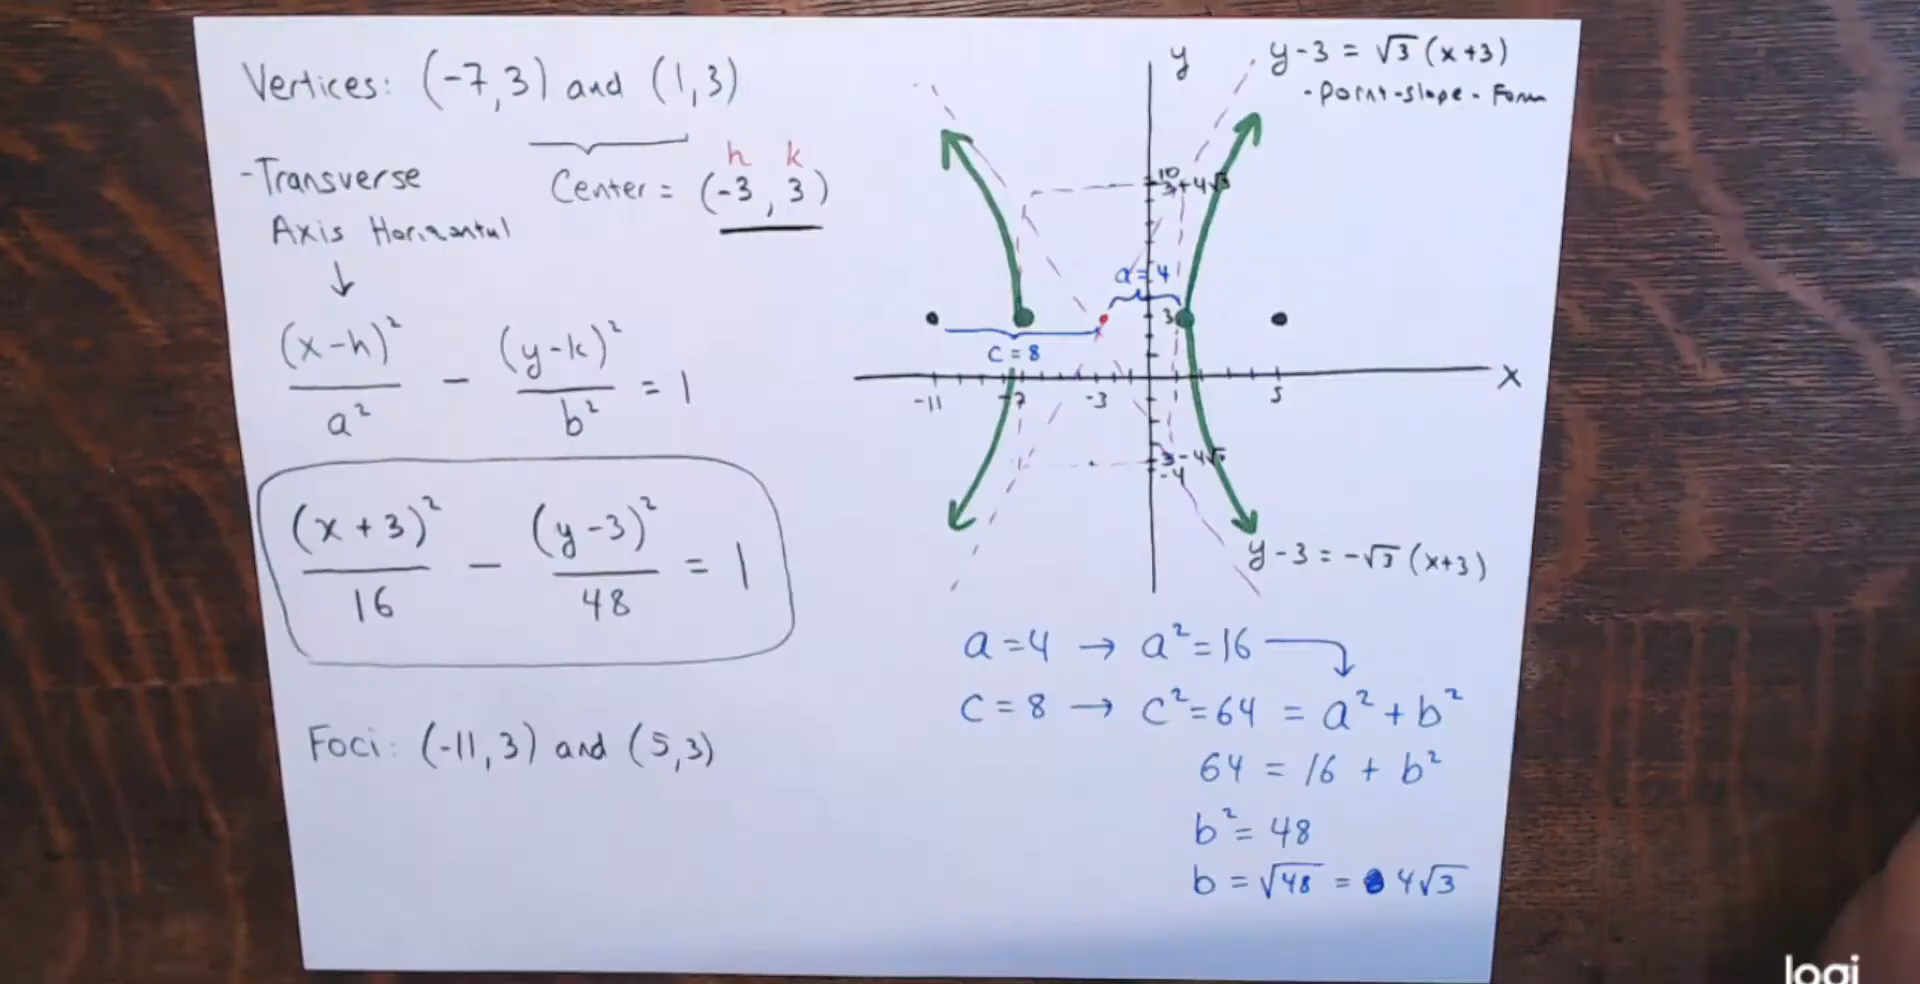 Vertices: (-7,3) and (1,3)
-Transverse
Axis Horizontal
↓
h k
Center = (-3, 3)
(x-h)²/a² - (y-k)²/b² = 1
(x+3)²/16 - (y-3)²/48 = 1
Foci: (-11,3) and (5,3)
y
y-3 = √3 (x+3)
-point-slope-Form
10
3+4√3
a=4
3
c=8
x
-11 -7 -3 1 5
3-4√3
-4
y-3 = -√3 (x+3)
a=4 → a²=16
c=8 → c²=64 = a²+b²
64 = 16 + b²
b²= 48
b = √48 = 4√3
logi